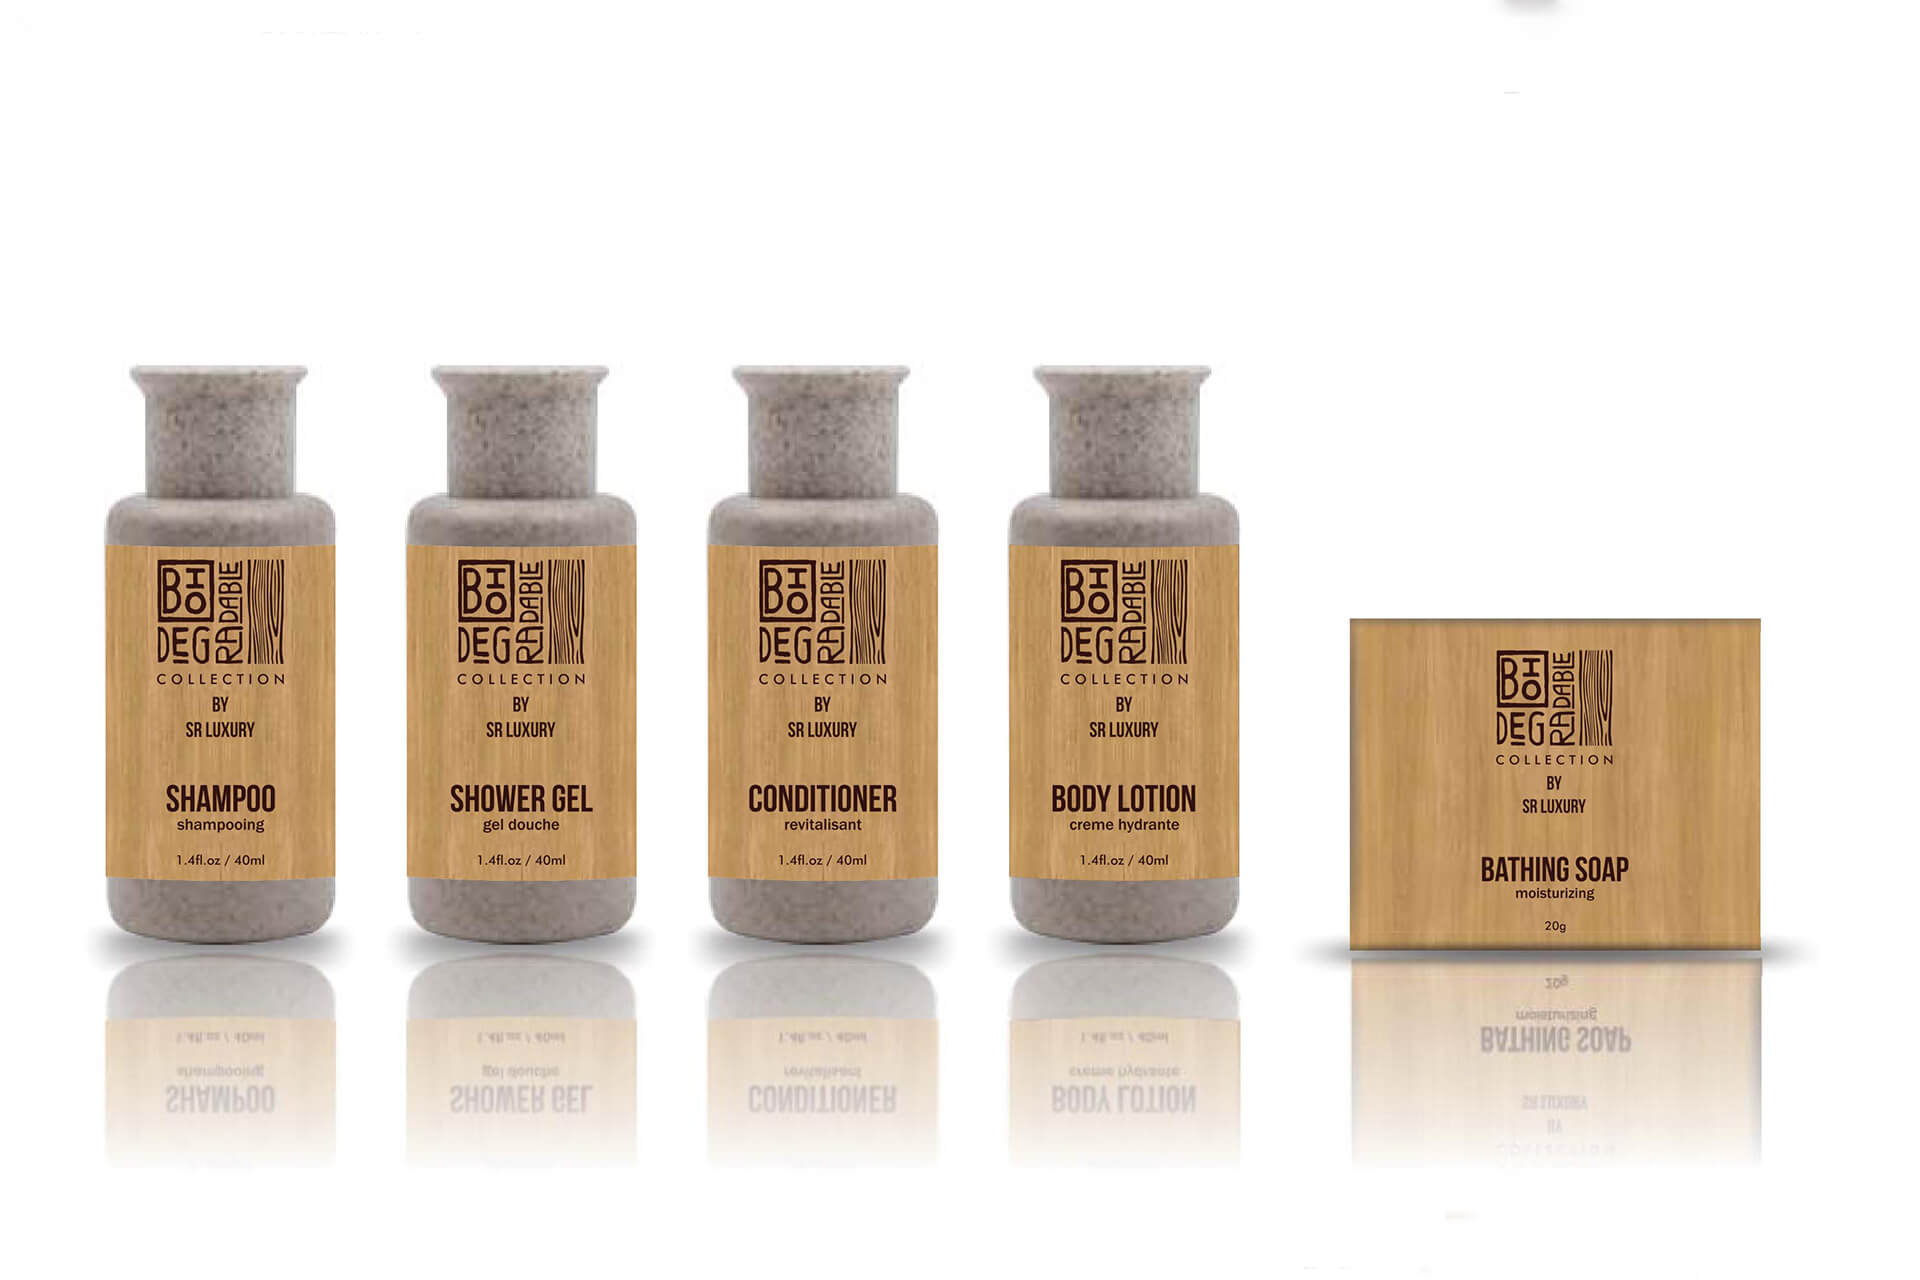 BIO
DEGRADABLE
COLLECTION
BY
SR LUXURY
SHAMPOO
shampooing
1.4fl.oz / 40ml
BIO
DEGRADABLE
COLLECTION
BY
SR LUXURY
SHOWER GEL
gel douche
1.4fl.oz / 40ml
BIO
DEGRADABLE
COLLECTION
BY
SR LUXURY
CONDITIONER
revitalisant
1.4fl.oz / 40ml
BIO
DEGRADABLE
COLLECTION
BY
SR LUXURY
BODY LOTION
creme hydrante
1.4fl.oz / 40ml
BIO
DEGRADABLE
COLLECTION
BY
SR LUXURY
BATHING SOAP
moisturizing
20g